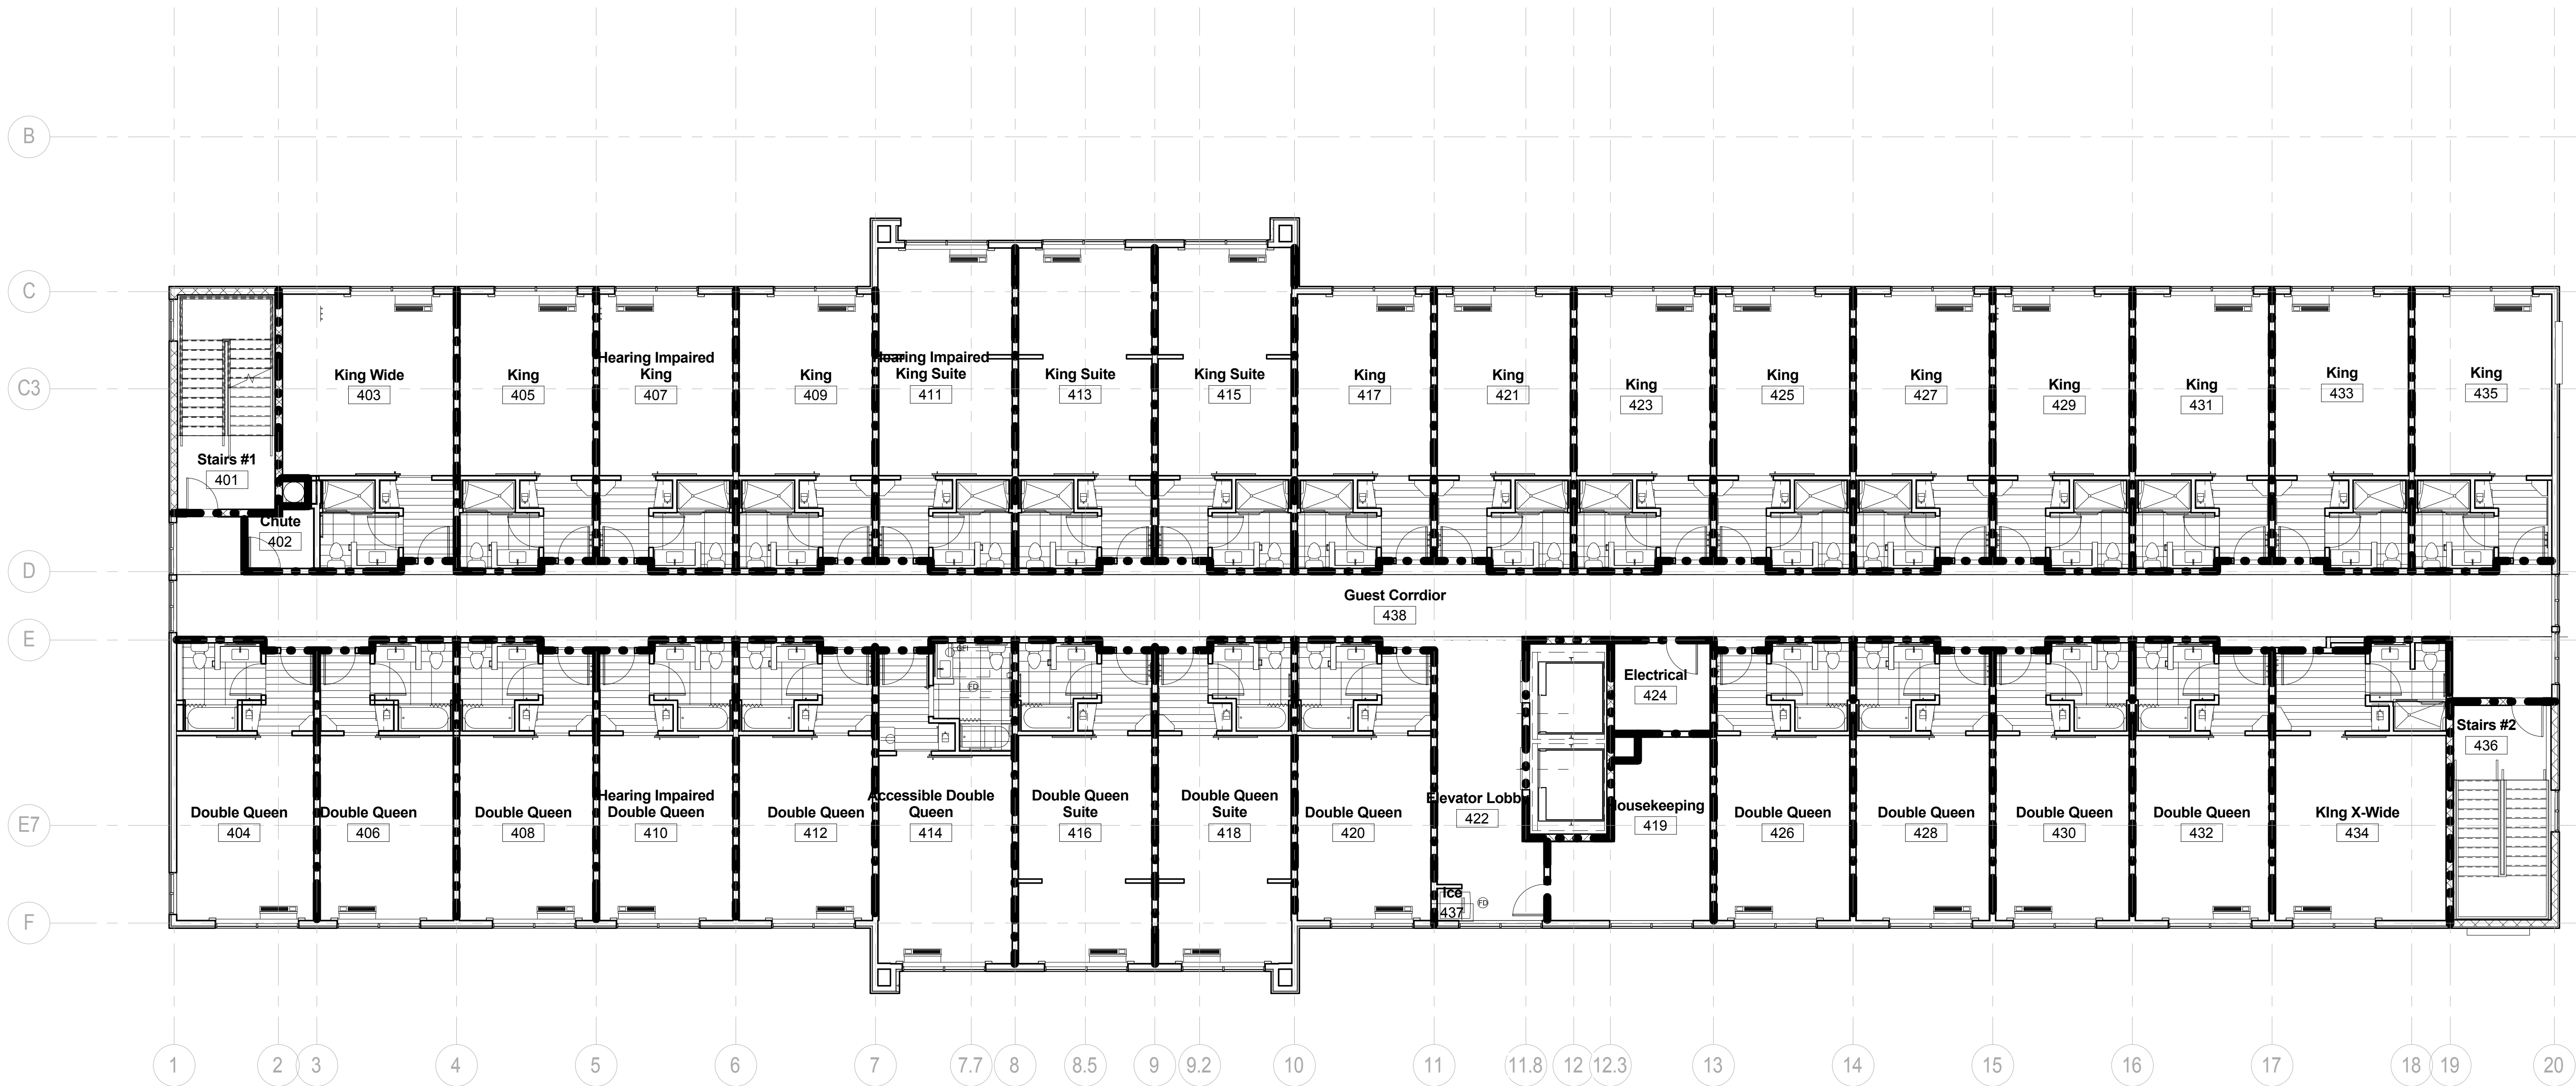 B
C
C3
D
E
E7
F
Stairs #1
401
Chute
402
King Wide
403
King
405
Hearing Impaired
King
407
King
409
Hearing Impaired
King Suite
411
King Suite
413
King Suite
415
King
417
King
421
King
423
King
425
King
427
King
429
King
431
King
433
King
435
Guest Corrdior
438
Double Queen
404
Double Queen
406
Double Queen
408
Hearing Impaired
Double Queen
410
Double Queen
412
GFI
FD
Accessible Double
Queen
414
Double Queen
Suite
416
Double Queen
Suite
418
Double Queen
420
Elevator Lobby
422
Ice
437
FD
Electrical
424
Housekeeping
419
Double Queen
426
Double Queen
428
Double Queen
430
Double Queen
432
KIng X-Wide
434
Stairs #2
436
1
2
3
4
5
6
7
7.7
8
8.5
9
9.2
10
11
11.8
12
12.3
13
14
15
16
17
18
19
20